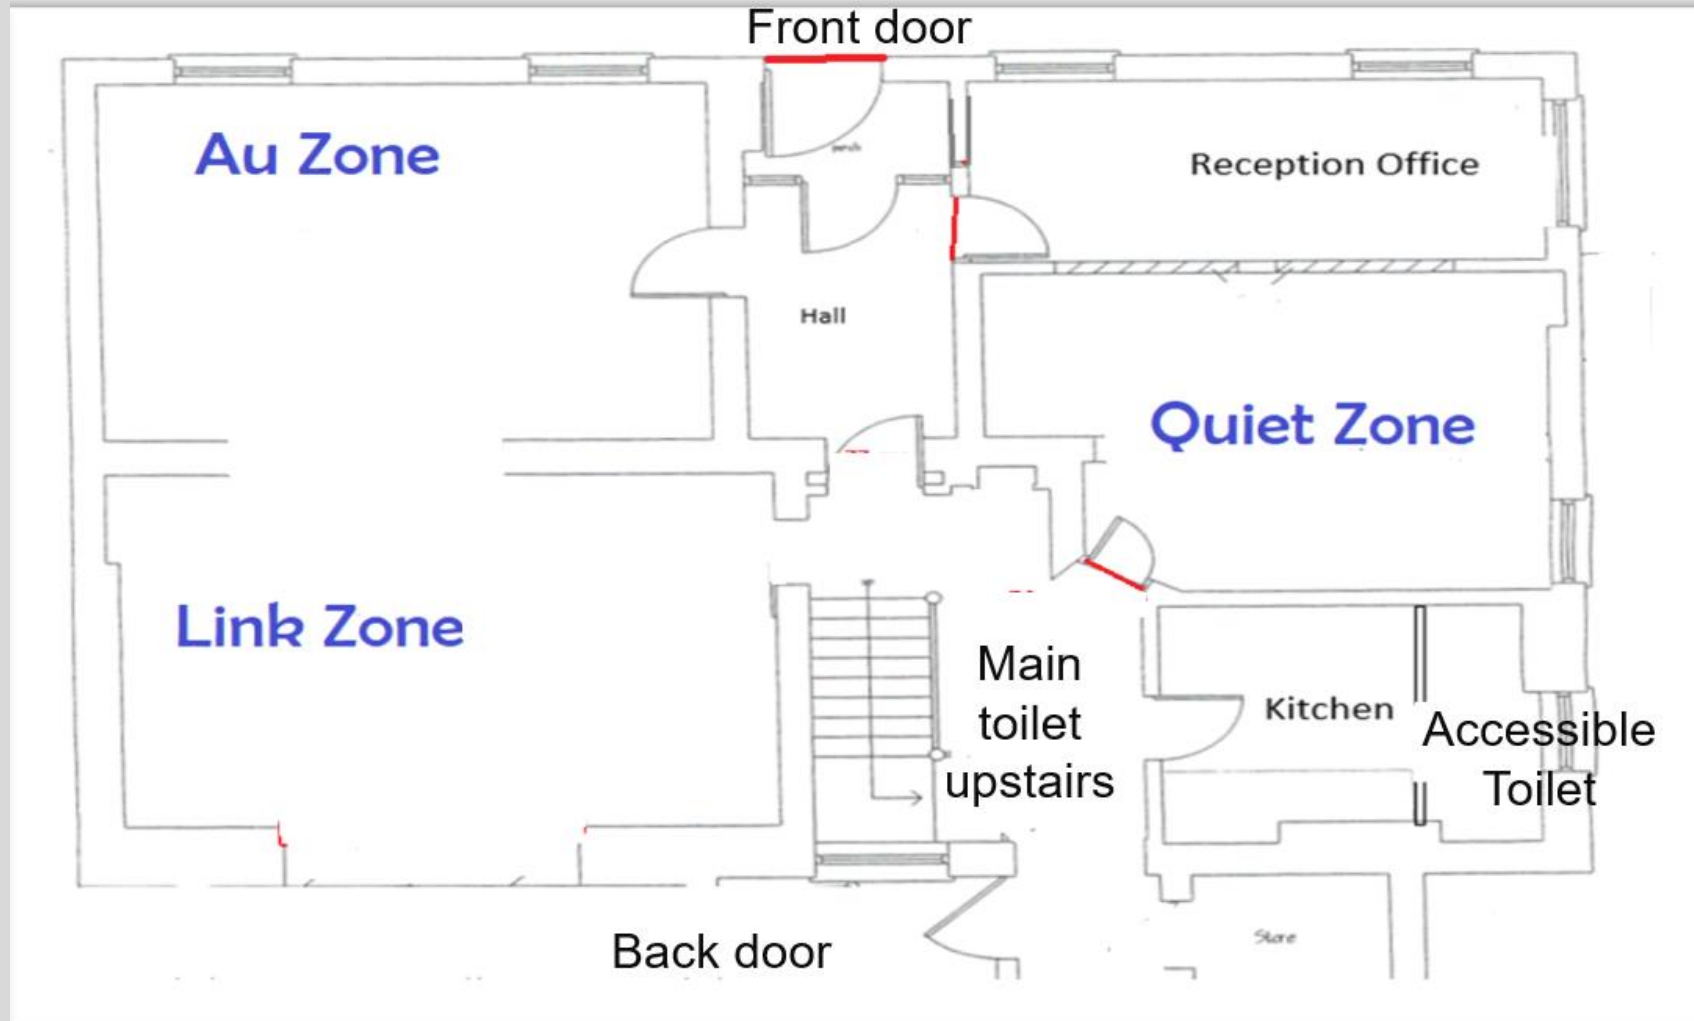 Front door
Au Zone
Porch
Reception Office
Hall
Quiet Zone
Link Zone
Main
toilet
upstairs
Kitchen
Accessible
Toilet
Back door
Store